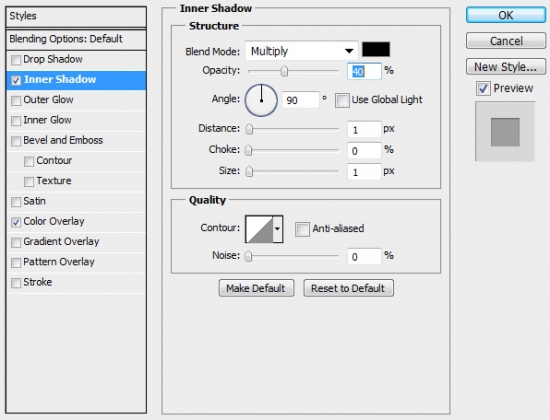 Styles
Blending Options: Default
Drop Shadow
Inner Shadow
Outer Glow
Inner Glow
Bevel and Emboss
Contour
Texture
Satin
Color Overlay
Gradient Overlay
Pattern Overlay
Stroke
Inner Shadow
Structure
Blend Mode: Multiply
Opacity: 40 %
Angle: 90 ° Use Global Light
Distance: 1 px
Choke: 0 %
Size: 1 px
Quality
Contour: Anti-aliased
Noise: 0 %
Make Default Reset to Default
OK
Cancel
New Style...
Preview